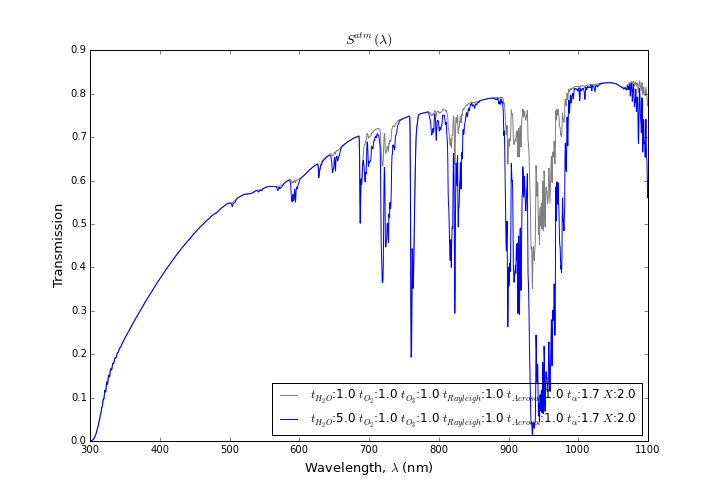 S^{atm}(λ)
0.9
0.8
0.7
0.6
0.5
0.4
0.3
0.2
0.1
0.0
Transmission
t_{H_2O}:1.0 t_{O_2}:1.0 t_{O_3}:1.0 t_{Rayleigh}:1.0 t_{Aerosol}:1.0 t_α:1.7 X:2.0
t_{H_2O}:5.0 t_{O_2}:1.0 t_{O_3}:1.0 t_{Rayleigh}:1.0 t_{Aerosol}:1.0 t_α:1.7 X:2.0
300 400 500 600 700 800 900 1000 1100
Wavelength, λ (nm)